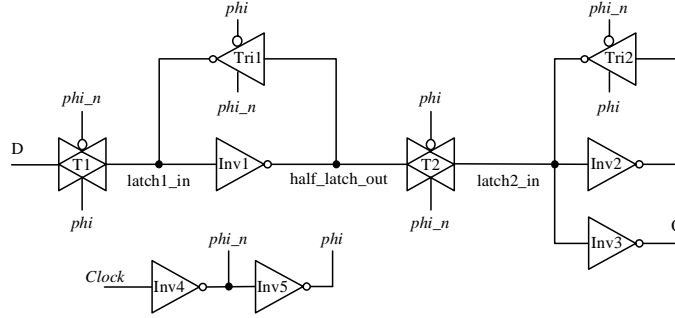 phi
phi_n
Tri1
Tri2
phi_n
phi
phi_n
phi
D
T1
Inv1
T2
Inv2
latch1_in
half_latch_out
latch2_in
phi
phi_n
Inv3
phi_n
phi
Clock
Inv4
Inv5